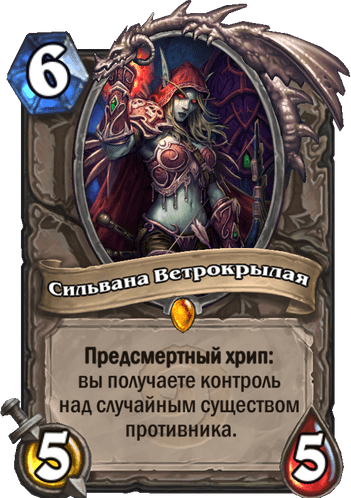 6
Сильвана Ветрокрылая
Предсмертный хрип:
вы получаете контроль
над случайным существом
противника.
5
5